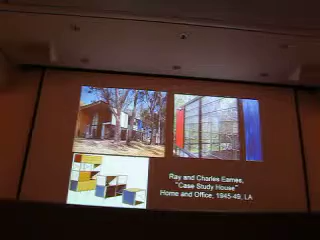 Ray and Charles Eames,
"Case Study House"
Home and Office, 1945-49, LA